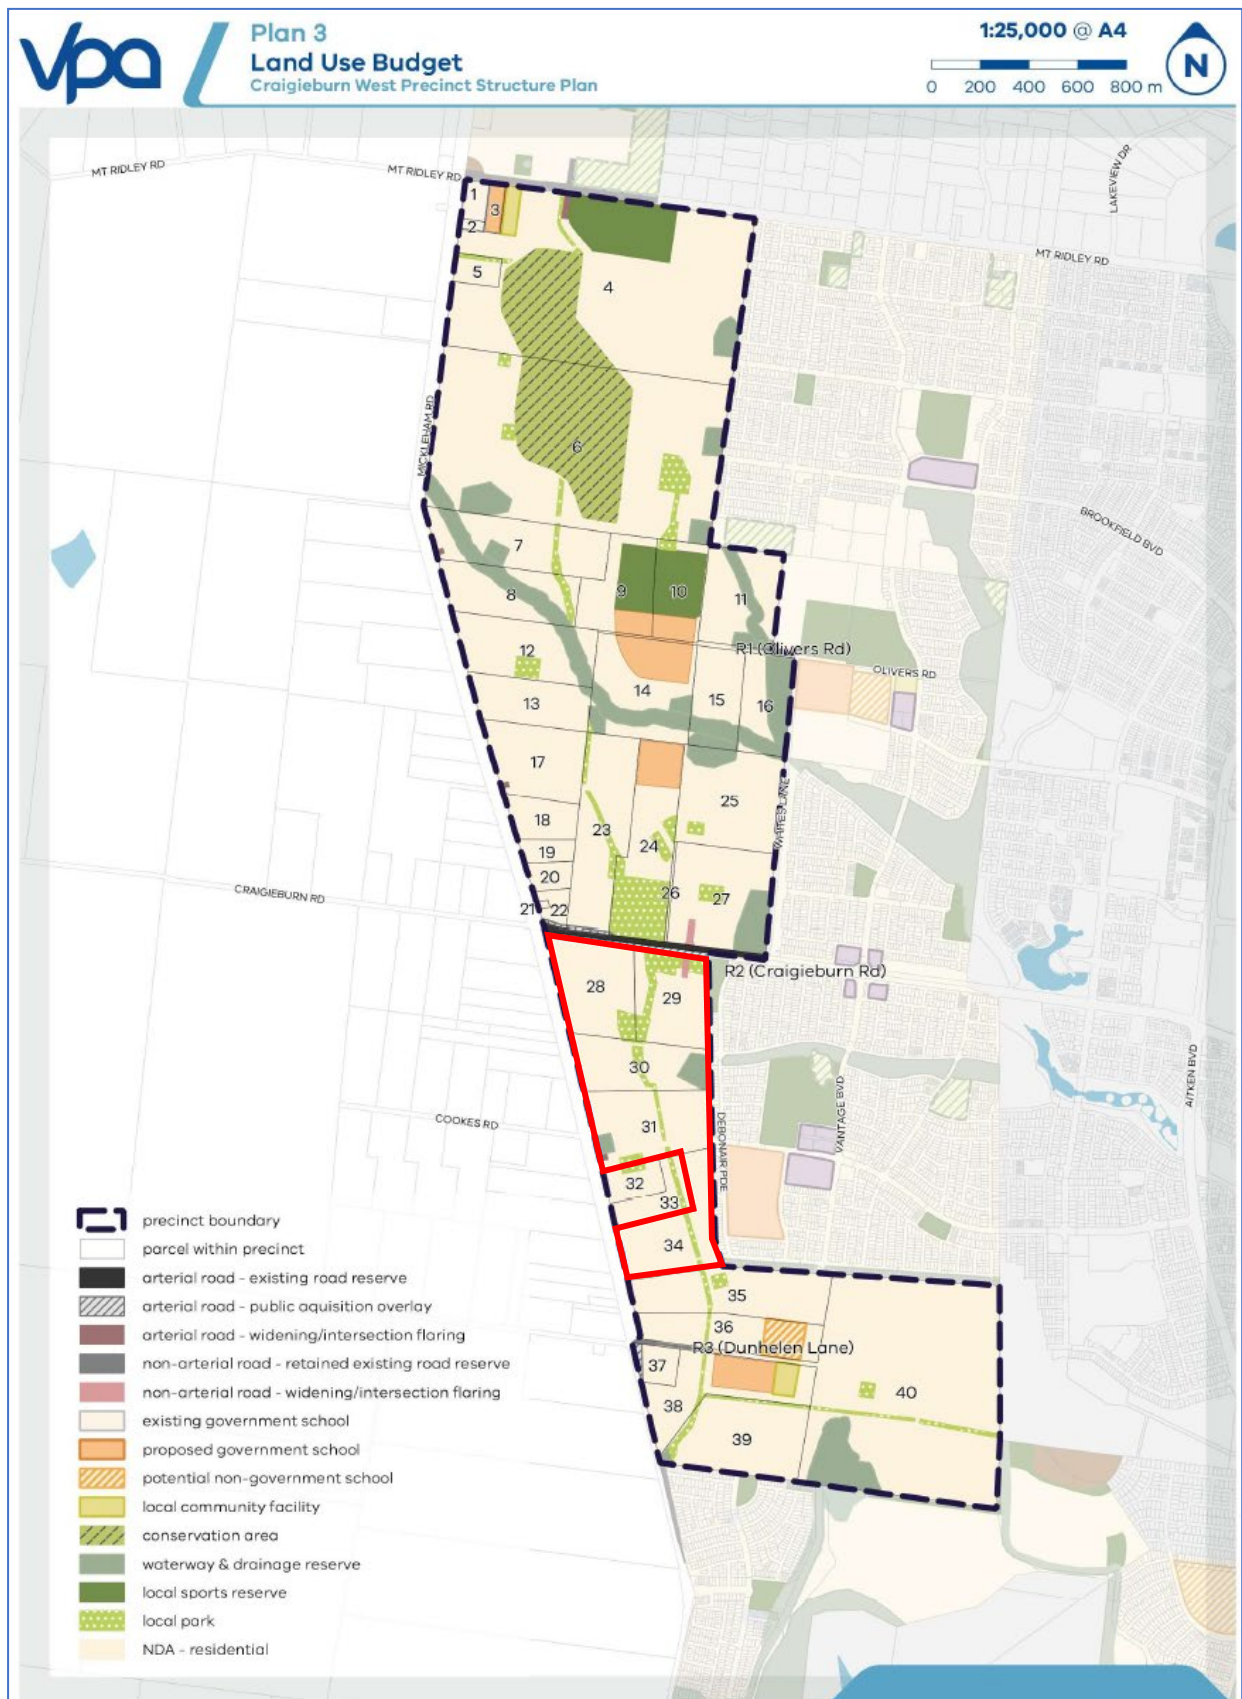 vpa
Plan 3
Land Use Budget
Craigieburn West Precinct Structure Plan
1:25,000 @ A4
0 200 400 600 800 m
N
MT RIDLEY RD
MT RIDLEY RD
LAKEVIEW DR
MT RIDLEY RD
1
3
2
5
4
MICKLEHAM RD
6
BROOKFIELD BVD
7
8
9
10
11
12
R1 (Olivers Rd)
OLIVERS RD
13
14
15
16
17
25
WAITES LANE
18
23
24
19
20
26
27
CRAIGIEBURN RD
21
22
R2 (Craigieburn Rd)
28
29
30
AITKEN BVD
VANTAGE BVD
COOKES RD
31
DEBONAIR PDE
32
33
34
35
36
R3 (Dunhelen Lane)
37
38
40
39
precinct boundary
parcel within precinct
arterial road - existing road reserve
arterial road - public aquisition overlay
arterial road - widening/intersection flaring
non-arterial road - retained existing road reserve
non-arterial road - widening/intersection flaring
existing government school
proposed government school
potential non-government school
local community facility
conservation area
waterway & drainage reserve
local sports reserve
local park
NDA - residential